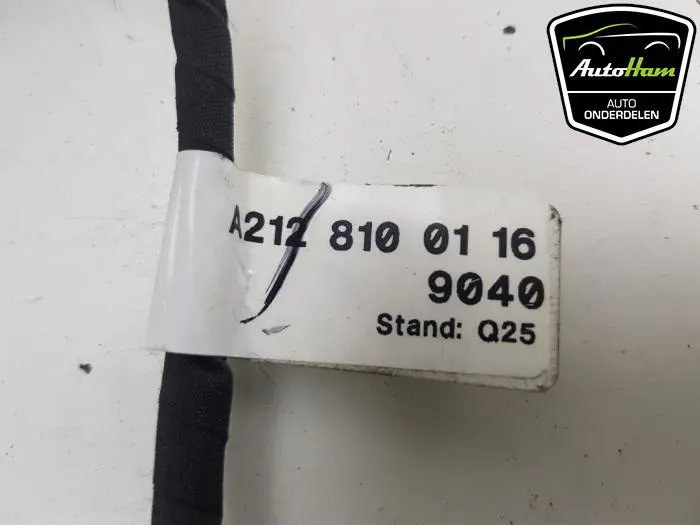 AutoHam
AUTO
ONDERDELEN
A212 810 01 16
9040
Stand: Q25